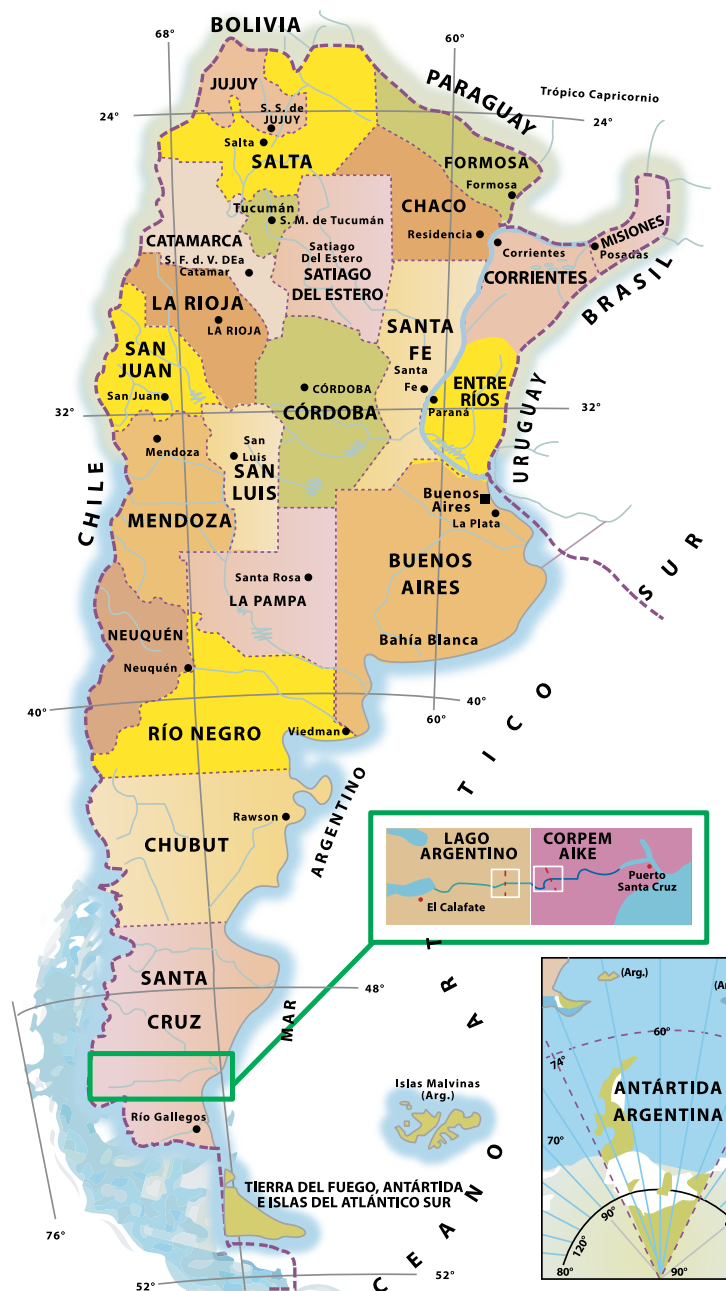 BOLIVIA
68°
60°
PARAGUAY
JUJUY
Trópico Capricornio
24°
24°
S. S. de
JUJUY
Salta
SALTA
FORMOSA
Formosa
Tucumán
S. M. de Tucumán
CHACO
Residencia
CATAMARCA
S. F. d. V. DEa
Catamar
Satiago
Del Estero
SATIAGO
DEL ESTERO
Corrientes
CORRIENTES
MISIONES
Posadas
BRASIL
LA RIOJA
LA RIOJA
SANTA
FE
Santa
Fe
SAN
JUAN
San Juan
CÓRDOBA
CÓRDOBA
ENTRE
RÍOS
Paraná
URUGUAY
32°
32°
Mendoza
MENDOZA
San
Luis
SAN
LUIS
CHILE
Buenos
Aires
La Plata
BUENOS
AIRES
Santa Rosa
LA PAMPA
SUR
NEUQUÉN
Neuquén
Bahía Blanca
40°
40°
60°
RÍO NEGRO
Viedman
ARGENTINO
TICO
Rawson
CHUBUT
LAGO
ARGENTINO
CORPEM
AIKE
El Calafate
Puerto
Santa Cruz
SANTA
CRUZ
48°
MAR
ART
Río Gallegos
Islas Malvinas
(Arg.)
TIERRA DEL FUEGO, ANTÁRTIDA
E ISLAS DEL ATLÁNTICO SUR
CEANO
76°
52°
52°
(Arg.)
(Ar
60°
74°
ANTÁRTIDA
ARGENTINA
70°
90°
120°
80°
90°